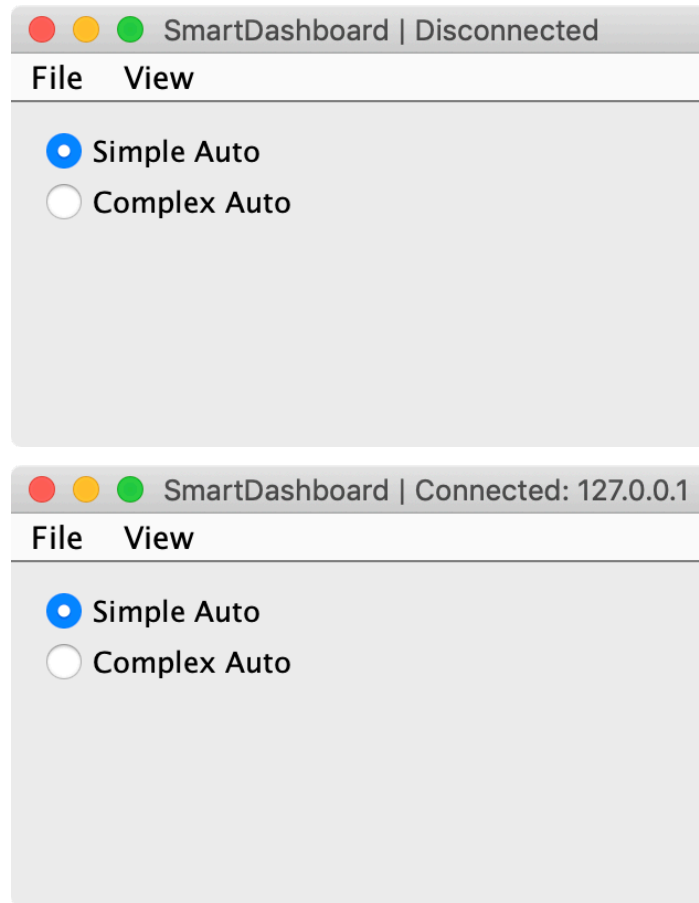 SmartDashboard | Disconnected
File View
Simple Auto
Complex Auto
SmartDashboard | Connected: 127.0.0.1
File View
Simple Auto
Complex Auto